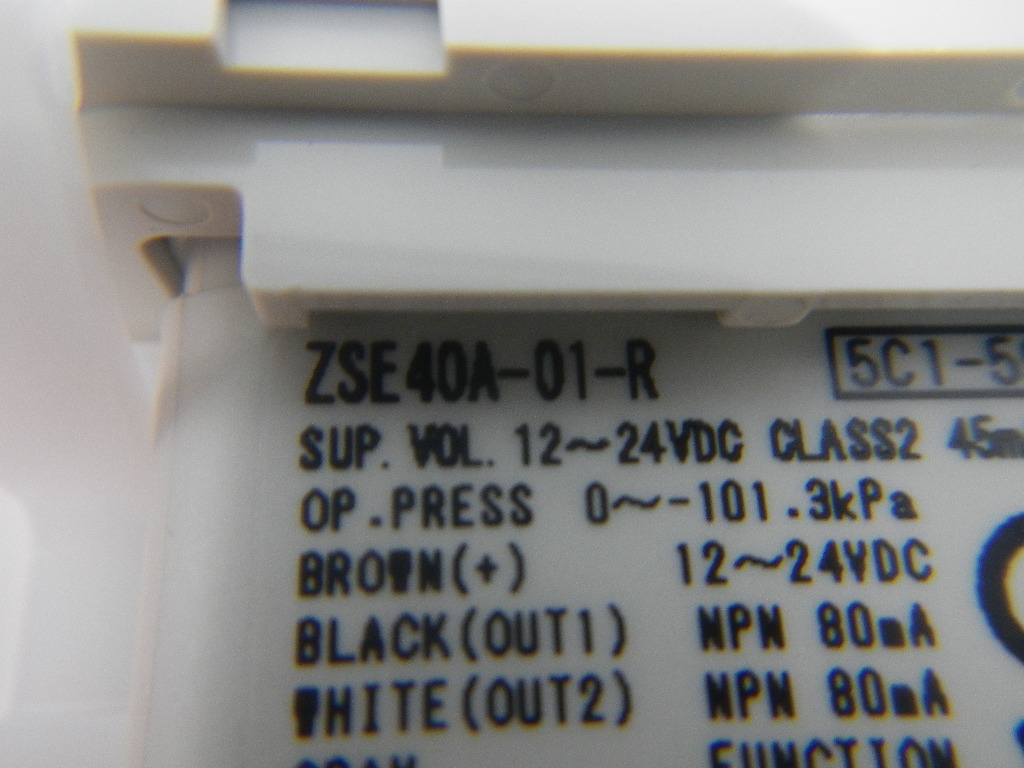 ZSE40A-01-R
SUP. VOL. 12～24VDC CLASS2
OP.PRESS 0～-101.3kPa
BROWN(+) 12～24VDC
BLACK(OUT1) NPN 80mA
WHITE(OUT2) NPN 80mA
FUNCTION